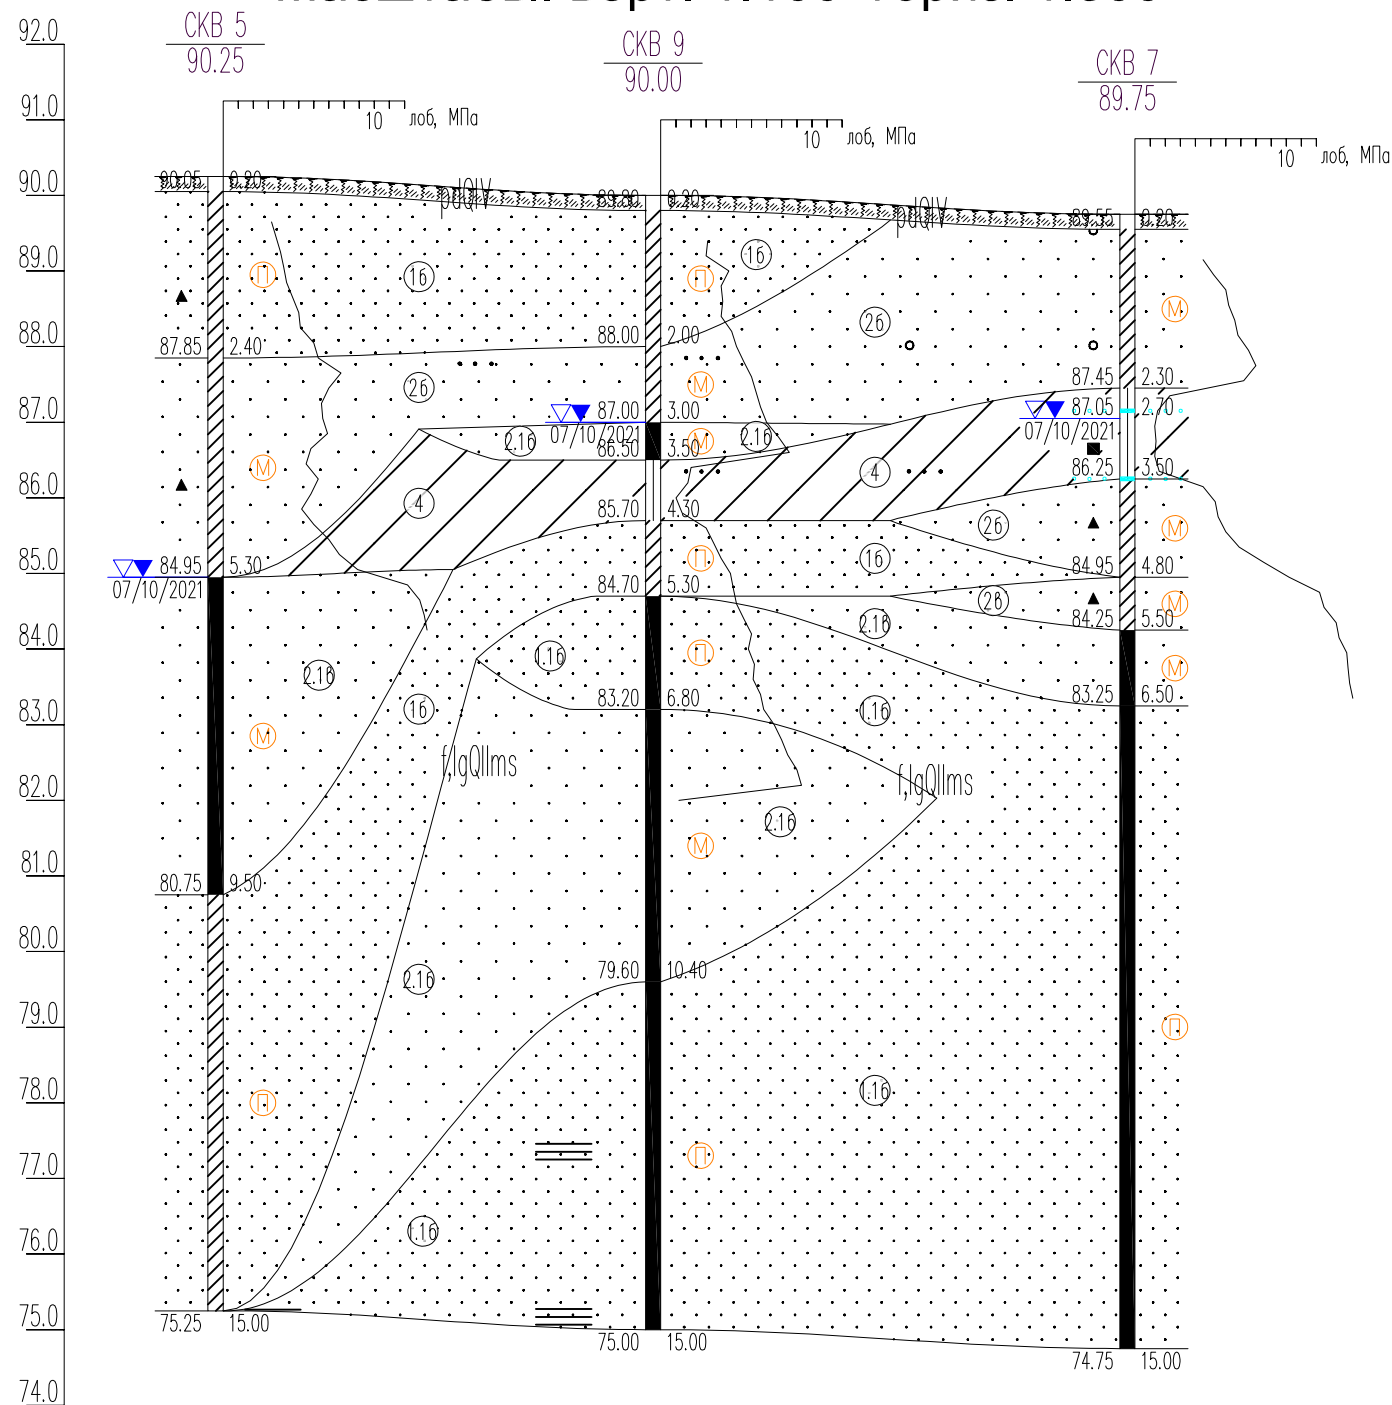 92.0
91.0
90.0
89.0
88.0
87.0
86.0
85.0
84.0
83.0
82.0
81.0
80.0
79.0
78.0
77.0
76.0
75.0
74.0
СКВ 5
90.25
10 лоб, МПа
90.05 0.20
87.85 2.40
84.95 5.30
07/10/2021
80.75 9.50
75.25 15.00
П
М
М
П
СКВ 9
90.00
10 лоб, МПа
89.80 0.20
88.00 2.00
87.00 3.00
07/10/2021
86.50 3.50
85.70 4.30
84.70 5.30
83.20 6.80
79.60 10.40
75.00 15.00
П
М
М
П
П
М
П
СКВ 7
89.75
10 лоб, МПа
89.55 0.20
87.45 2.30
87.05 2.70
07/10/2021
86.25 3.50
84.95 4.80
84.25 5.50
83.25 6.50
74.75 15.00
М
М
М
М
П
pdQIV
pdQIV
1б
1б
2б
2б
2.1б
2.1б
4
4
2б
1б
2б
2.1б
1.1б
2.1б
1б
1.1б
f,lgQIIms
f,lgQIIms
2.1б
2.1б
1.1б
1.1б